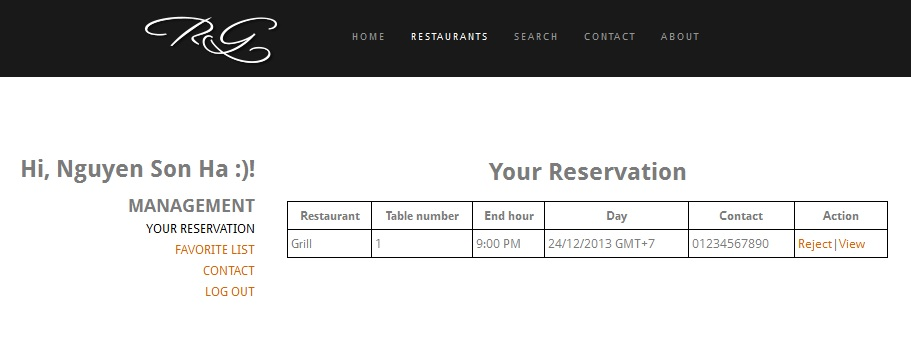 RG
HOME RESTAURANTS SEARCH CONTACT ABOUT
Hi, Nguyen Son Ha :)!
MANAGEMENT
YOUR RESERVATION
FAVORITE LIST
CONTACT
LOG OUT
Your Reservation
Restaurant Table number End hour Day Contact Action
Grill 1 9:00 PM 24/12/2013 GMT+7 01234567890 Reject|View